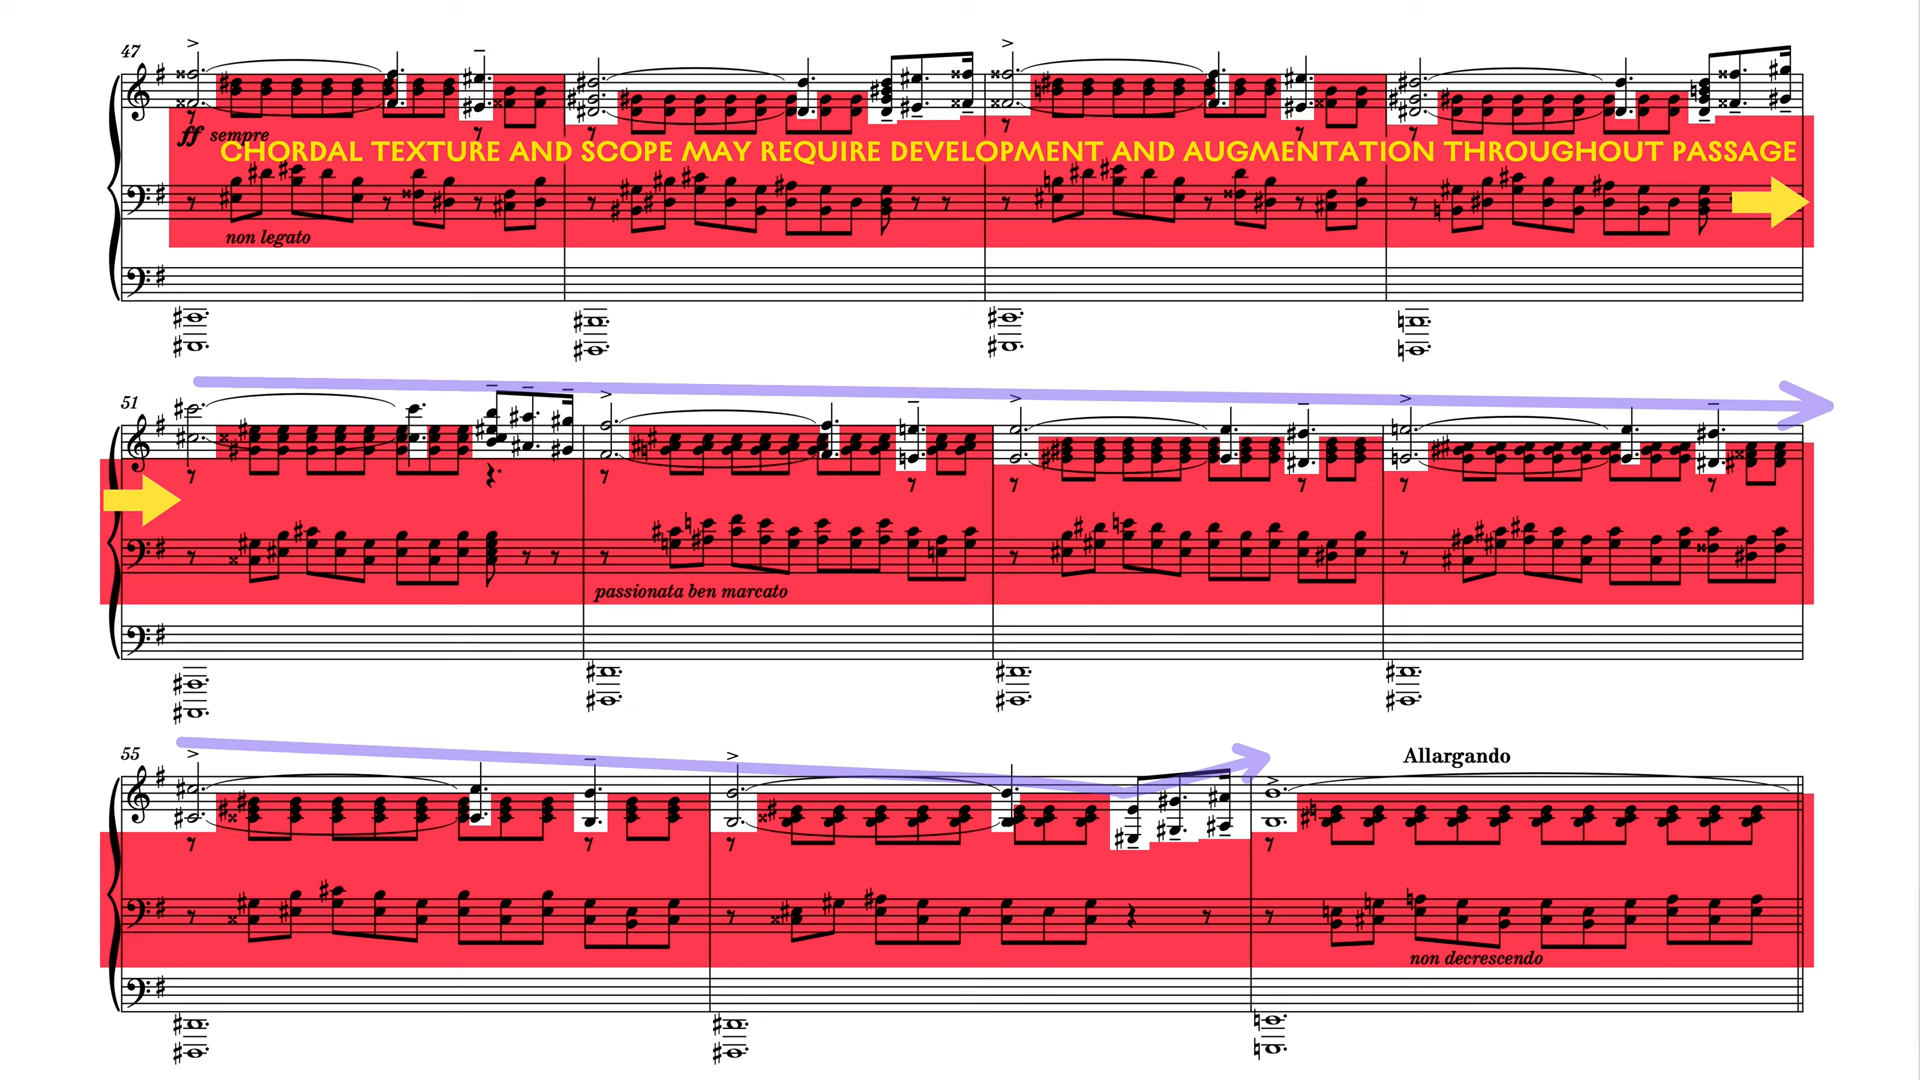 47
ff sempre
CHORDAL TEXTURE AND SCOPE MAY REQUIRE DEVELOPMENT AND AUGMENTATION THROUGHOUT PASSAGE
non legato
51
passionata ben marcato
55
Allargando
non decrescendo